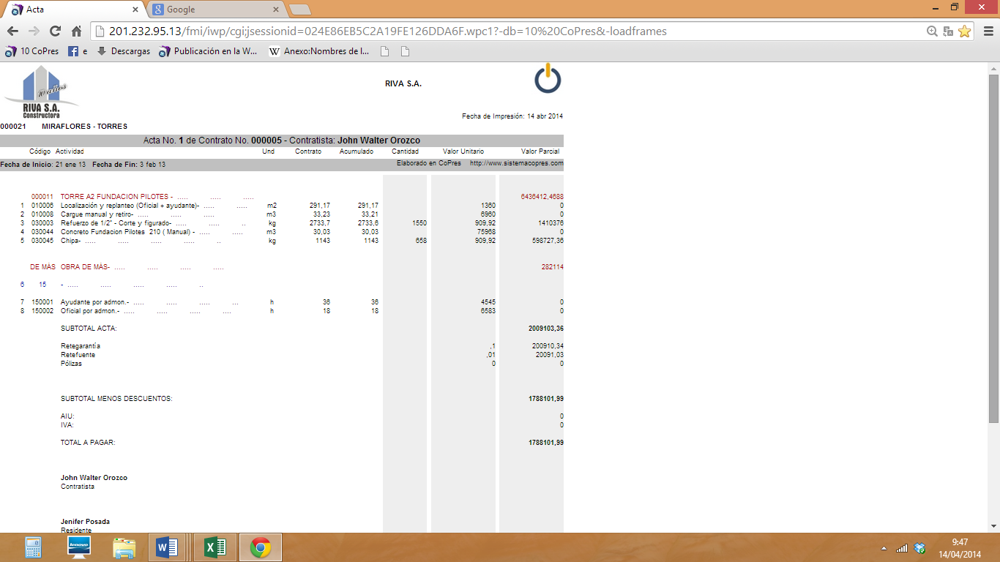 Acta
Google
201.232.95.13/fmi/iwp/cgi;jsessionid=024E86EB5C2A19FE126DDA6F.wpc1?-db=10%20CoPres&-loadframes
10 CoPres e Descargas Publicación en la W... Anexo:Nombres de l...
RIVA S.A.
RIVA S.A.
Constructora
Fecha de Impresión: 14 abr 2014
000021 MIRAFLORES - TORRES
Acta No. 1 de Contrato No. 000005 - Contratista: John Walter Orozco
Código Actividad Und Contrato Acumulado Cantidad Valor Unitario Valor Parcial
Fecha de Inicio: 21 ene 13 Fecha de Fin: 3 feb 13 Elaborado en CoPres http://www.sistemacopres.com
000011 TORRE A2 FUNDACION PILOTES - ..... ..... ..... 6436412,4688
1 010006 Localización y replanteo (Oficial + ayudante)- ..... ..... m2 291,17 291,17 1360 0
2 010008 Cargue manual y retiro- ..... ..... ..... m3 33,23 33,21 6960 0
3 030003 Refuerzo de 1/2" - Corte y figurado- ..... ..... .. kg 2733,7 2733,6 1550 909,92 1410376
4 030044 Concreto Fundacion Pilotes 210 ( Manual) - ..... ..... m3 30,03 30,03 75968 0
5 030045 Chipa- ..... ..... ..... ..... .. kg 1143 1143 658 909,92 598727,36
DE MÁS OBRA DE MÁS- ..... ..... ..... ..... 282114
6 15 - ..... ..... ..... ..... ..
7 150001 Ayudante por admon.- ..... ..... ..... ... h 36 36 4545 0
8 150002 Oficial por admon.- ..... ..... ..... .... h 18 18 6583 0
SUBTOTAL ACTA: 2009103,36
Retegarantía ,1 200910,34
Retefuente ,01 20091,03
Pólizas 0 0
SUBTOTAL MENOS DESCUENTOS: 1788101,99
AIU: 0
IVA: 0
TOTAL A PAGAR: 1788101,99
John Walter Orozco
Contratista
Jenifer Posada
Residente
lenovo
9:47
14/04/2014